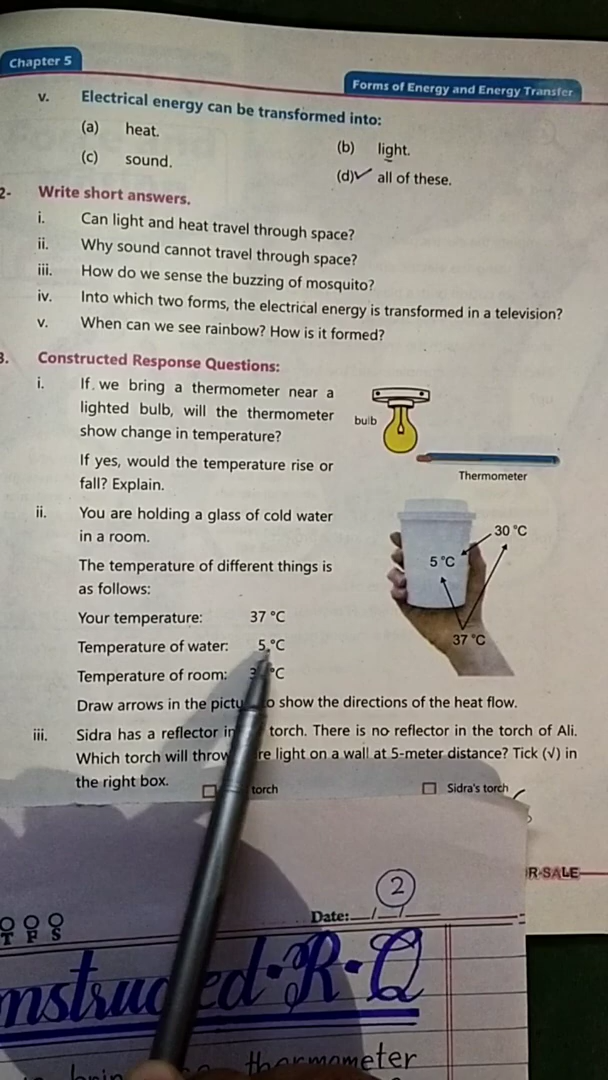 Chapter 5
Forms of Energy and Energy Transfer
v. Electrical energy can be transformed into:
(a) heat.
(b) light.
(c) sound.
(d)✓ all of these.
2- Write short answers.
i. Can light and heat travel through space?
ii. Why sound cannot travel through space?
iii. How do we sense the buzzing of mosquito?
iv. Into which two forms, the electrical energy is transformed in a television?
v. When can we see rainbow? How is it formed?
3. Constructed Response Questions:
i. If we bring a thermometer near a
lighted bulb, will the thermometer
show change in temperature?
bulb
If yes, would the temperature rise or
fall? Explain.
Thermometer
ii. You are holding a glass of cold water
in a room.
30 °C
5 °C
37 °C
The temperature of different things is
as follows:
Your temperature: 37 °C
Temperature of water: 5 °C
Temperature of room: 3 °C
Draw arrows in the pictu o show the directions of the heat flow.
iii. Sidra has a reflector in torch. There is no reflector in the torch of Ali.
Which torch will throw re light on a wall at 5-meter distance? Tick (√) in
the right box.
torch
Sidra's torch
R SALE
2
T F S
Date: / /
nstruc ed R.Q
thermometer